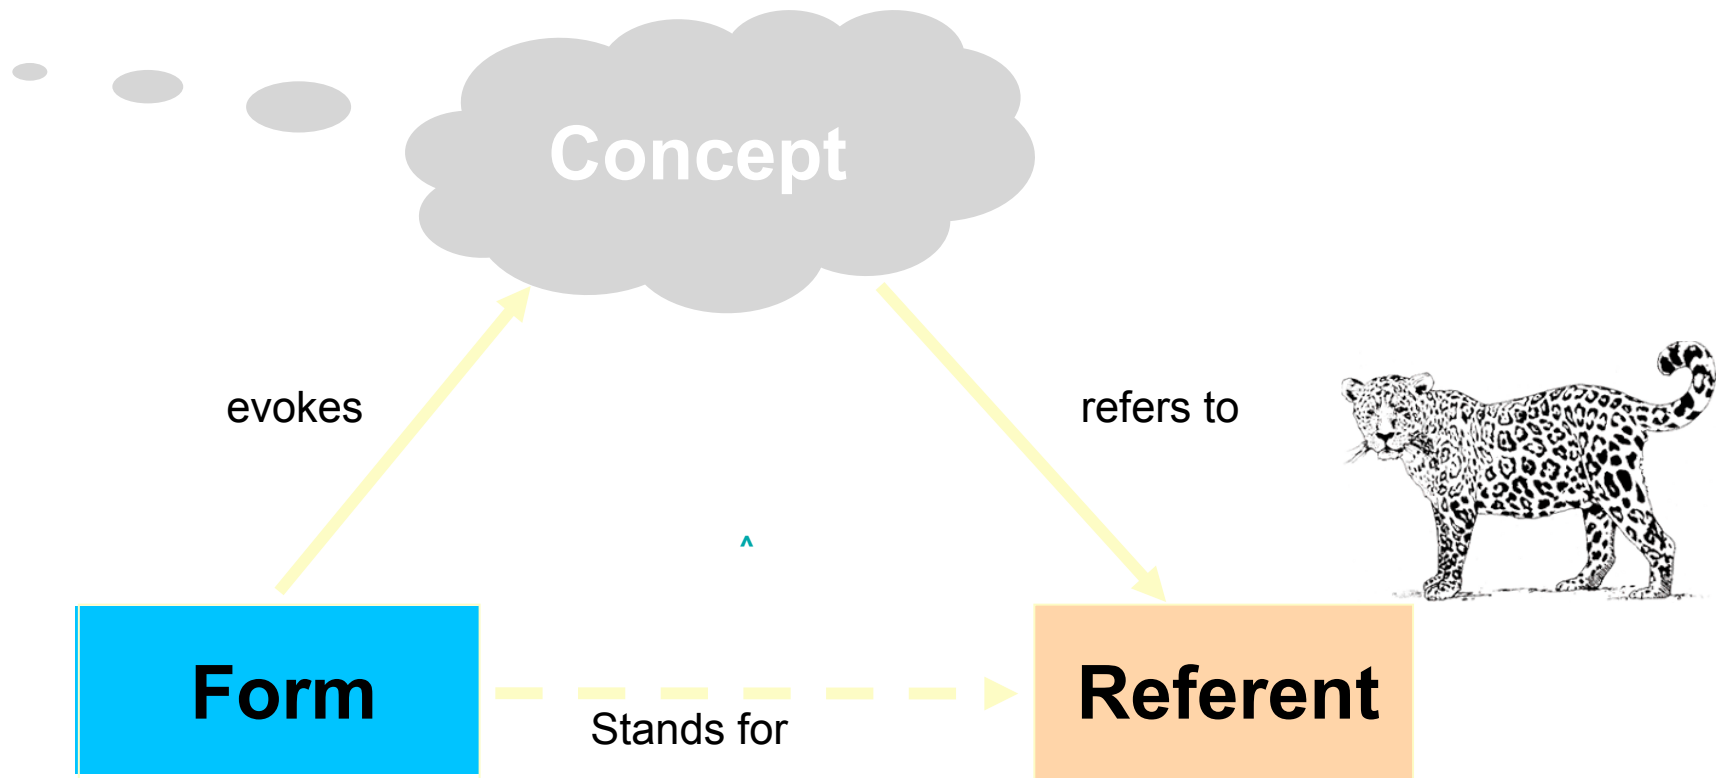 Concept
evokes
refers to
^
Form
Stands for
Referent